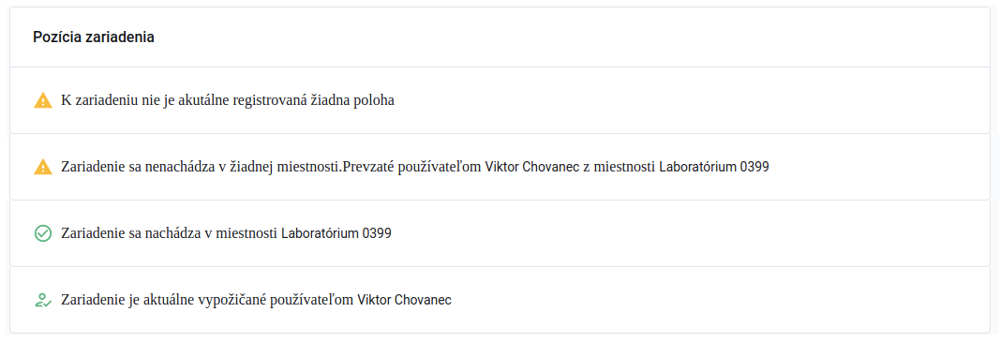 Pozícia zariadenia
K zariadeniu nie je akutálne registrovaná žiadna poloha
Zariadenie sa nenachádza v žiadnej miestnosti.Prevzaté používateľom Viktor Chovanec z miestnosti Laboratórium 0399
Zariadenie sa nachádza v miestnosti Laboratórium 0399
Zariadenie je aktuálne vypožičané používateľom Viktor Chovanec